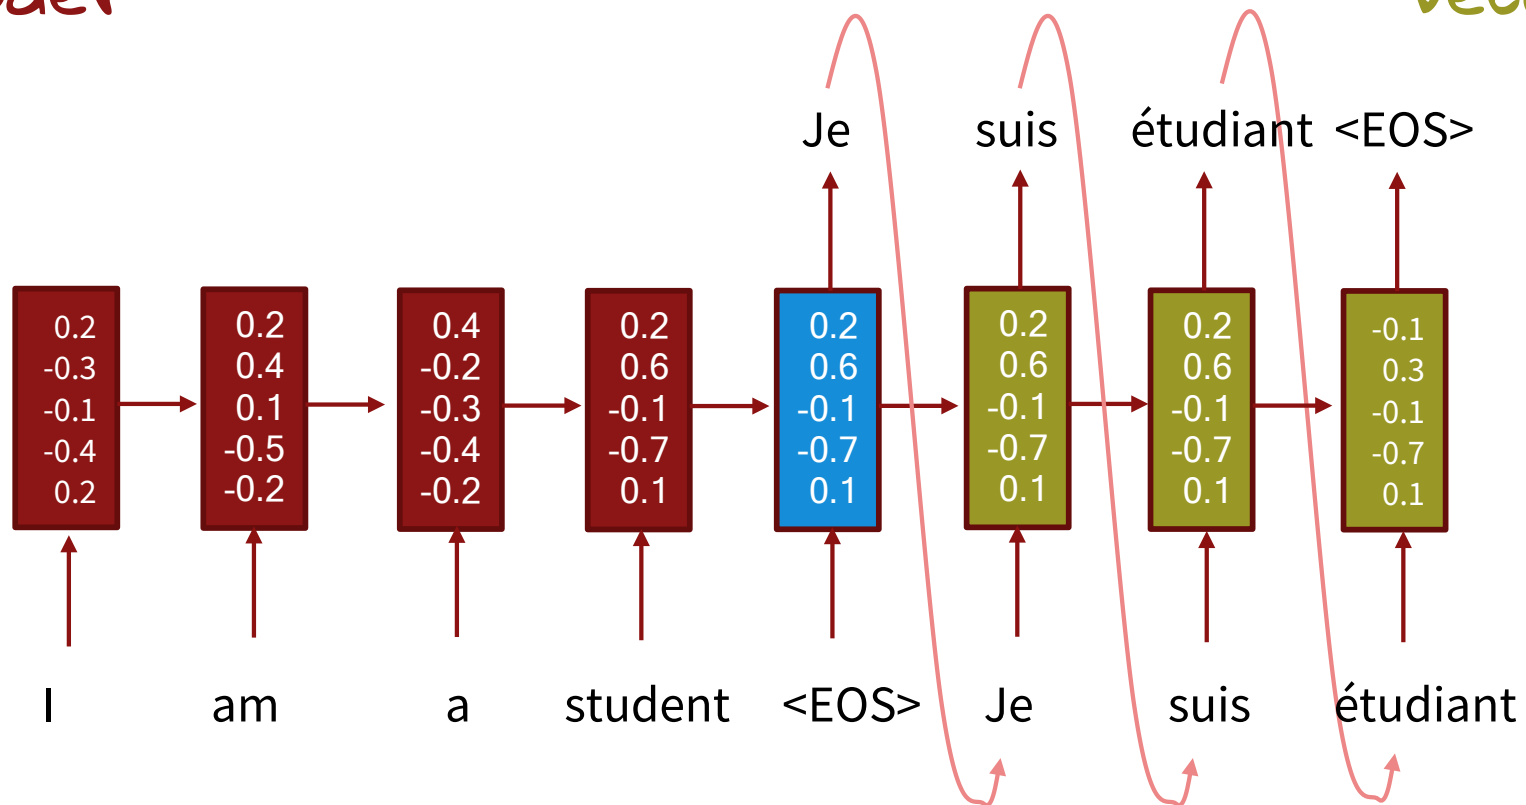 Je suis étudiant <EOS>
0.2 0.2 0.4 0.2 0.2 0.2 0.2 -0.1
-0.3 0.4 -0.2 0.6 0.6 0.6 0.6 0.3
-0.1 0.1 -0.3 -0.1 -0.1 -0.1 -0.1 -0.1
-0.4 -0.5 -0.4 -0.7 -0.7 -0.7 -0.7 -0.7
0.2 -0.2 -0.2 0.1 0.1 0.1 0.1 0.1
I am a student <EOS> Je suis étudiant